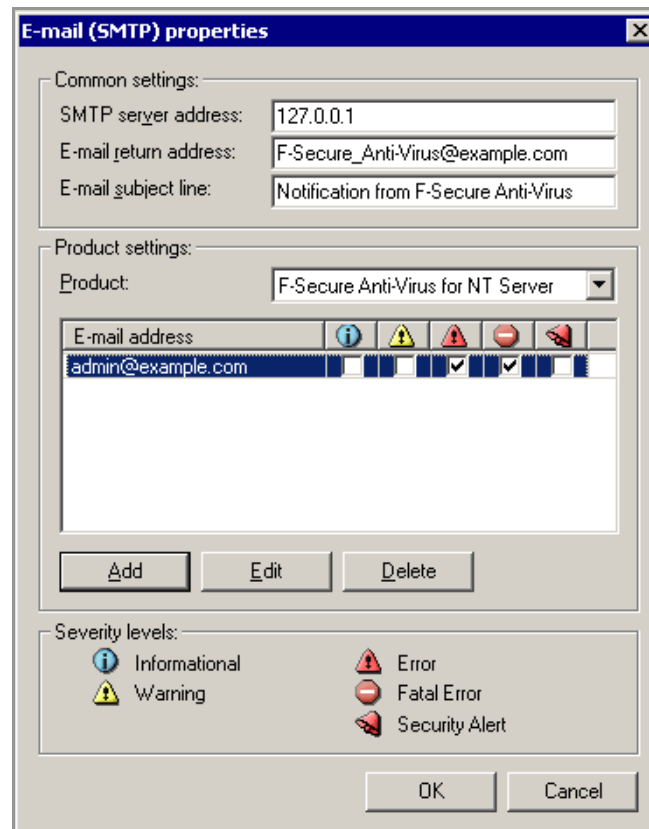 E-mail (SMTP) properties
Common settings:
SMTP server address: 127.0.0.1
E-mail return address: F-Secure_Anti-Virus@example.com
E-mail subject line: Notification from F-Secure Anti-Virus
Product settings:
Product: F-Secure Anti-Virus for NT Server
E-mail address
admin@example.com
Add Edit Delete
Severity levels:
Informational Error
Warning Fatal Error
Security Alert
OK Cancel